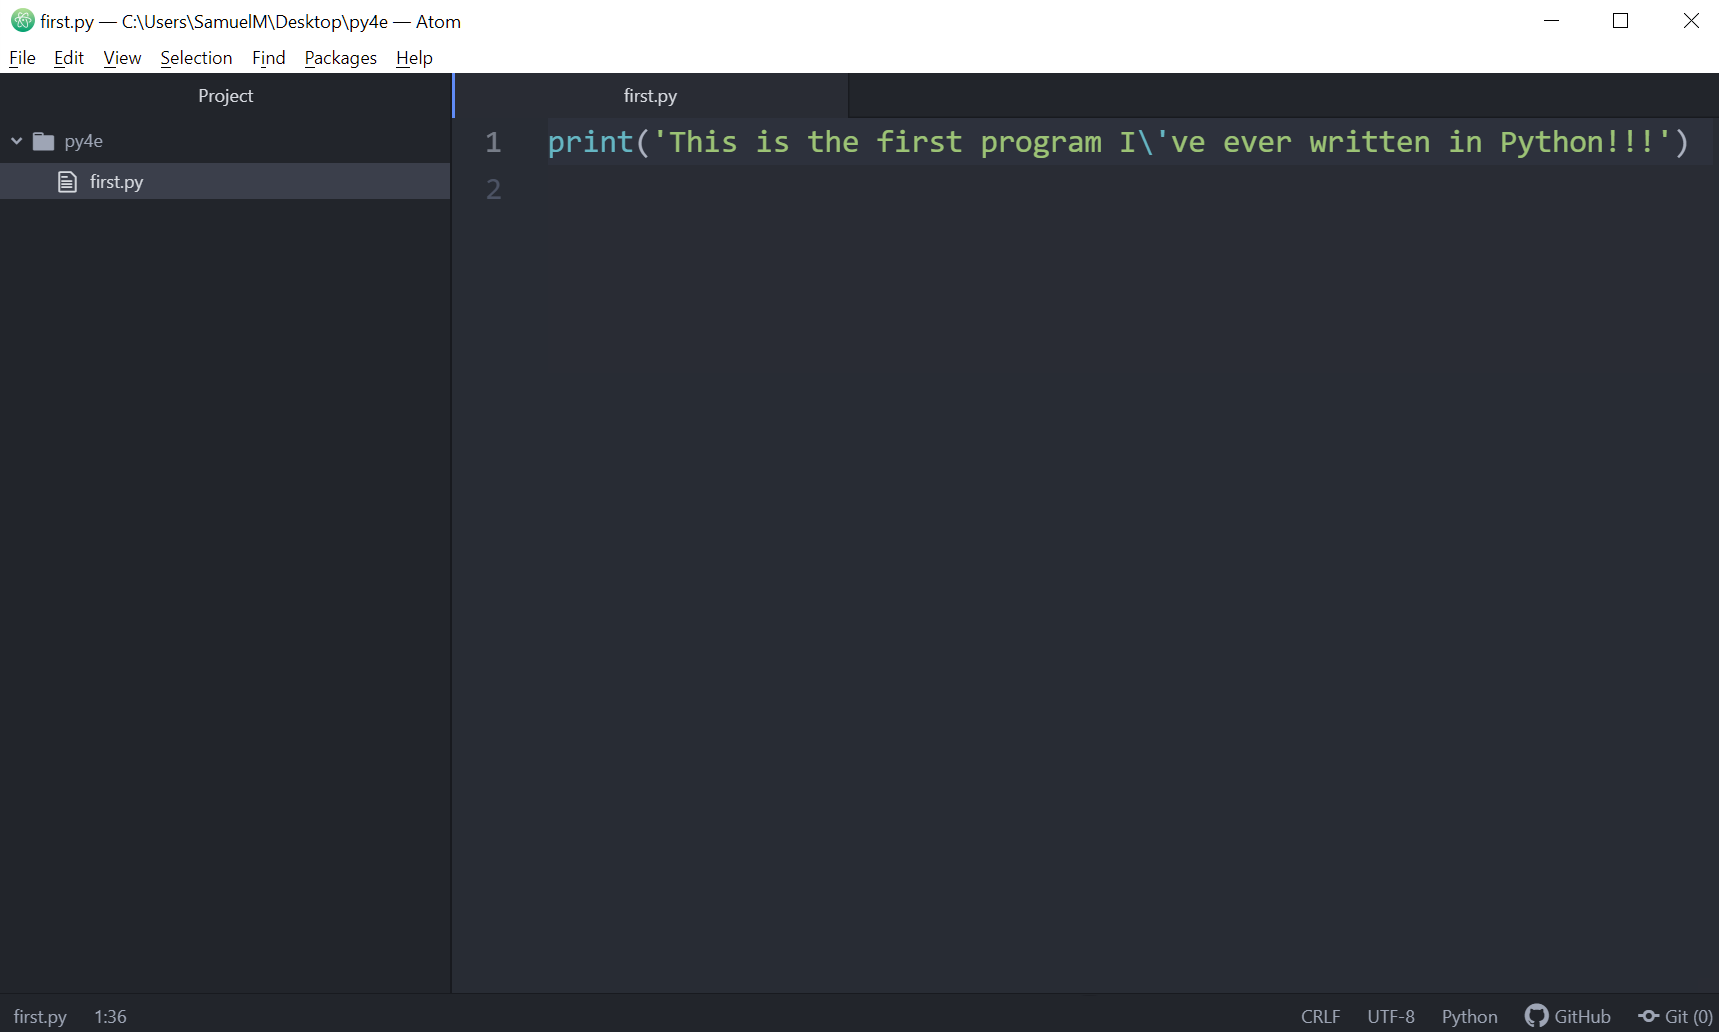 first.py — C:\Users\SamuelM\Desktop\py4e — Atom
File Edit View Selection Find Packages Help
Project
py4e
first.py
first.py
1 print('This is the first program I\'ve ever written in Python!!!')
2
first.py 1:36 CRLF UTF-8 Python GitHub Git (0)